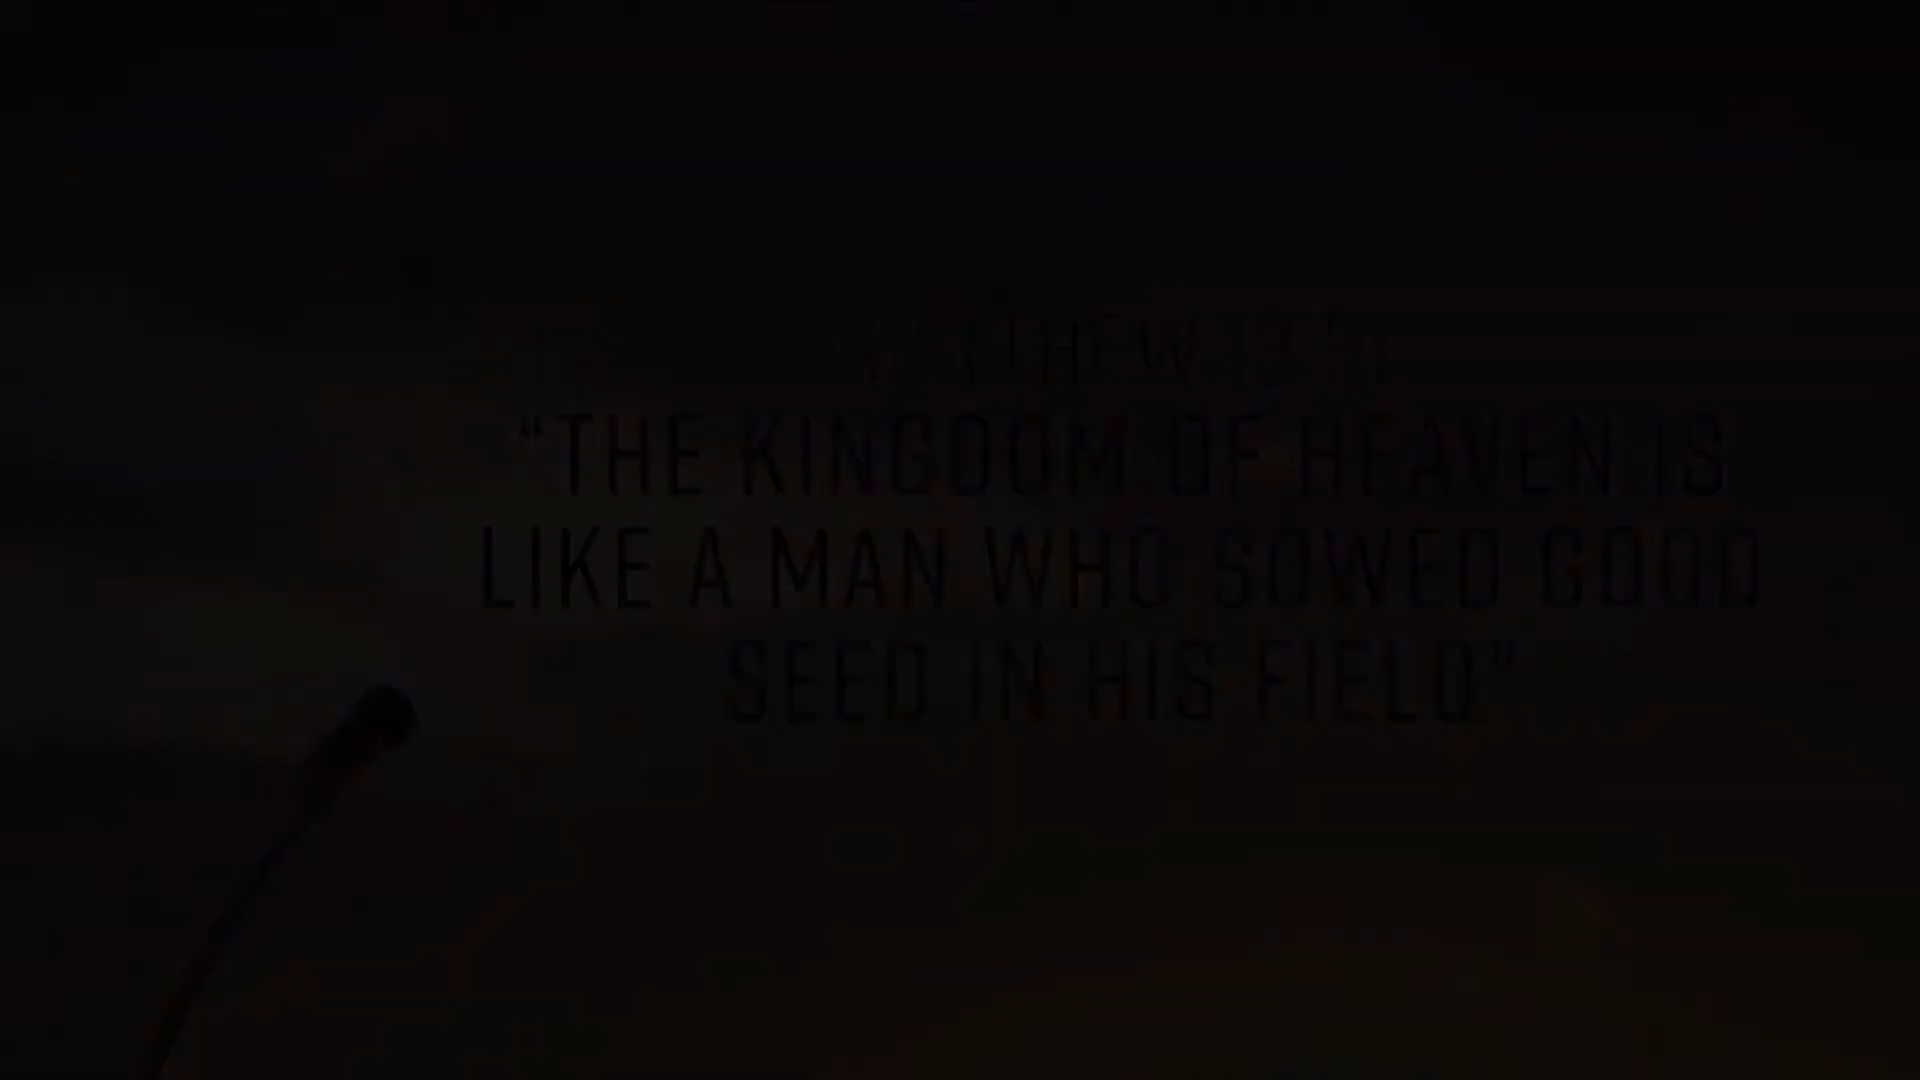 MATTHEW
“THE KINGDOM OF HEAVEN IS
LIKE A MAN WHO SOWED GOOD
SEED IN HIS FIELD”